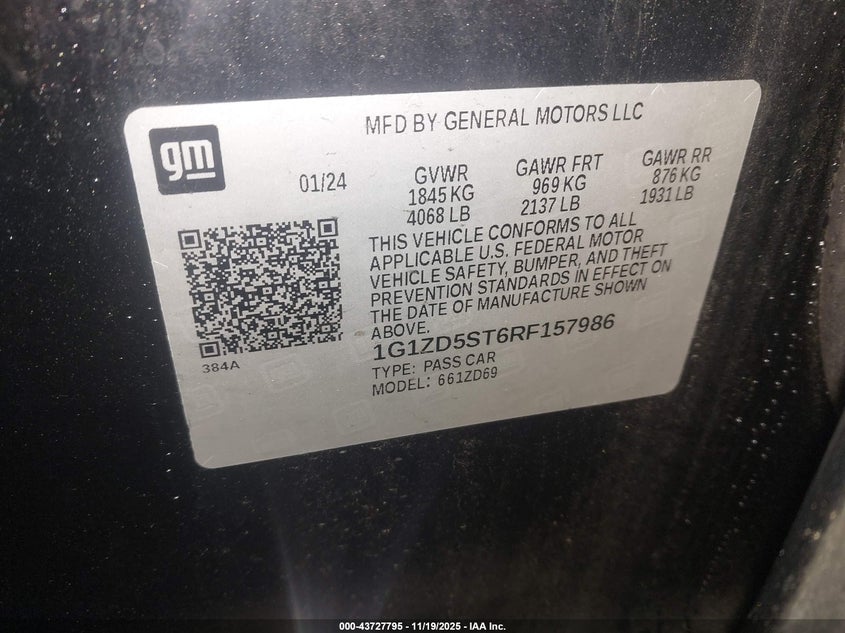 MFD BY GENERAL MOTORS LLC
gm
01/24
GVWR
1845 KG
4068 LB
GAWR FRT
969 KG
2137 LB
GAWR RR
876 KG
1931 LB
THIS VEHICLE CONFORMS TO ALL
APPLICABLE U.S. FEDERAL MOTOR
VEHICLE SAFETY, BUMPER, AND THEFT
PREVENTION STANDARDS IN EFFECT ON
THE DATE OF MANUFACTURE SHOWN
ABOVE.
1G1ZD5ST6RF157986
TYPE: PASS CAR
MODEL: 661ZD69
384A
000-43727795 - 11/19/2025 - IAA Inc.